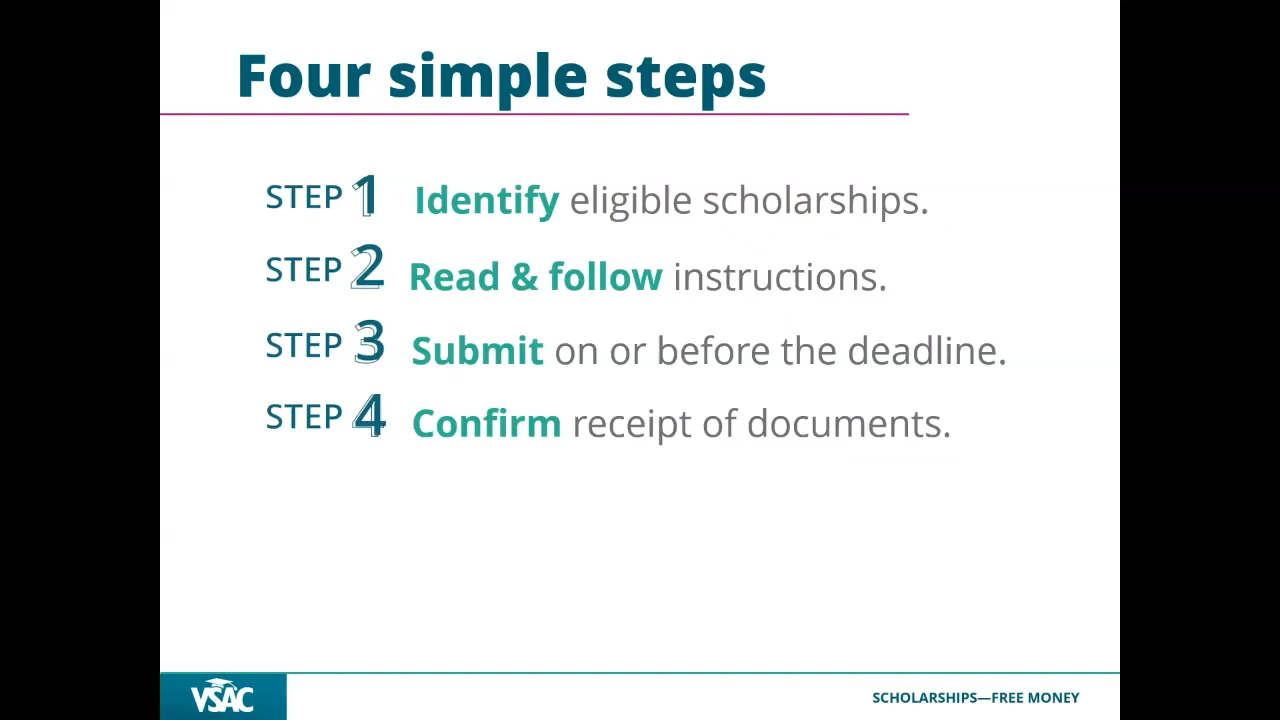 Four simple steps
STEP 1 Identify eligible scholarships.
STEP 2 Read & follow instructions.
STEP 3 Submit on or before the deadline.
STEP 4 Confirm receipt of documents.
VSAC
SCHOLARSHIPS—FREE MONEY